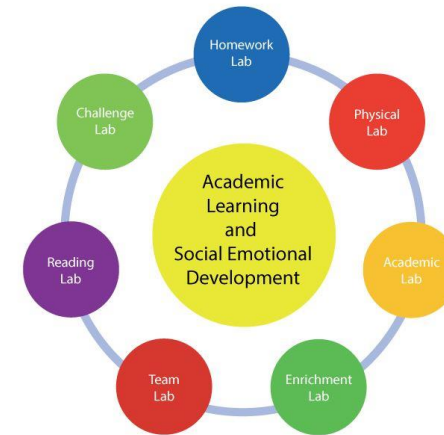 Homework
Lab
Physical
Lab
Academic
Lab
Enrichment
Lab
Team
Lab
Reading
Lab
Challenge
Lab
Academic
Learning
and
Social Emotional
Development